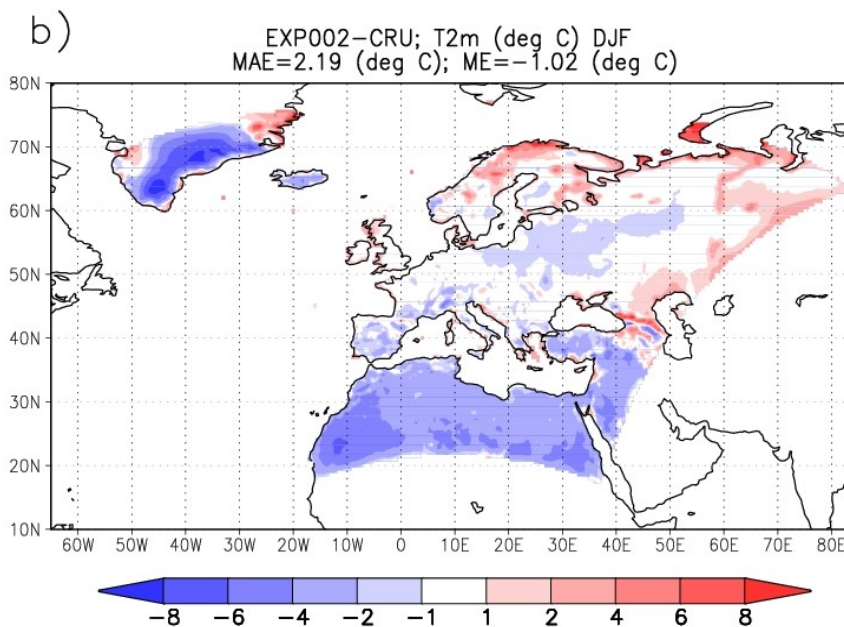 b)
EXP002-CRU; T2m (deg C) DJF
MAE=2.19 (deg C); ME=-1.02 (deg C)
80N
70N
60N
50N
40N
30N
20N
10N
60W 50W 40W 30W 20W 10W 0 10E 20E 30E 40E 50E 60E 70E 80E
-8 -6 -4 -2 -1 1 2 4 6 8